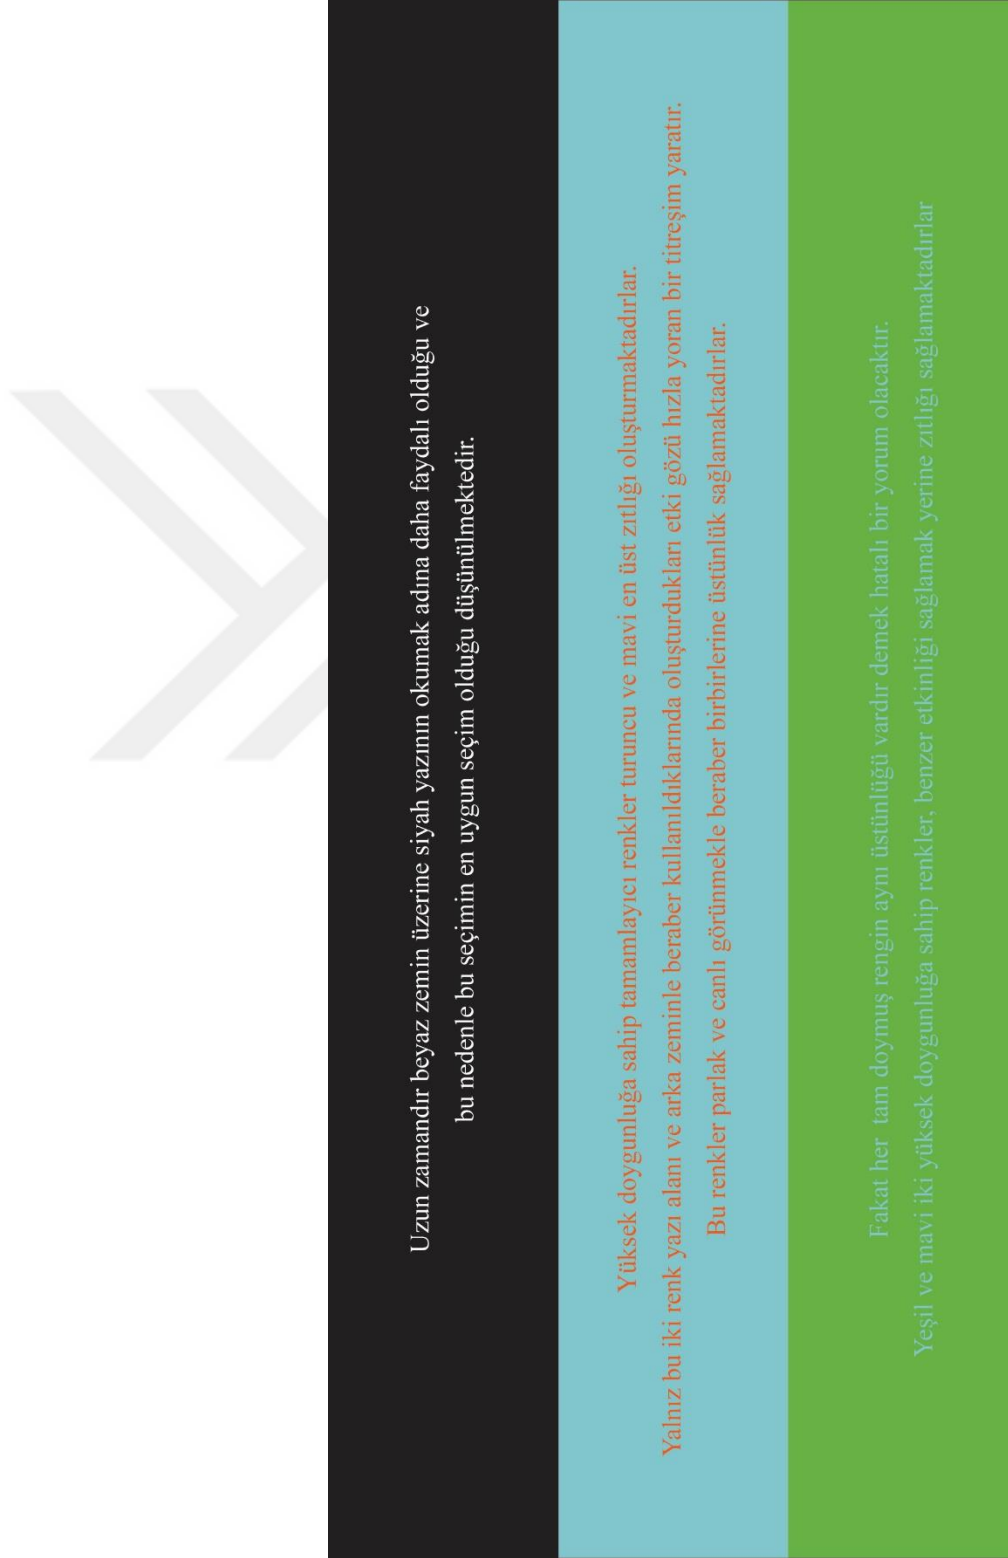 Uzun zamandır beyaz zemin üzerine siyah yazının okumak adına daha faydalı olduğu ve
bu nedenle bu seçimin en uygun seçim olduğu düşünülmektedir.
Yüksek doygunluğa sahip tamamlayıcı renkler turuncu ve mavi en üst zıtlığı oluşturmaktadırlar.
Yalnız bu iki renk yazı alanı ve arka zeminle beraber kullanıldıklarında oluşturdukları etki gözü hızla yoran bir titreşim yaratır.
Bu renkler parlak ve canlı görünmekle beraber birbirlerine üstünlük sağlamaktadırlar.
Fakat her tam doymuş rengin aynı üstünlüğü vardır demek hatalı bir yorum olacaktır.
Yeşil ve mavi iki yüksek doygunluğa sahip renkler, benzer etkinliği sağlamak yerine zıtlığı sağlamaktadırlar